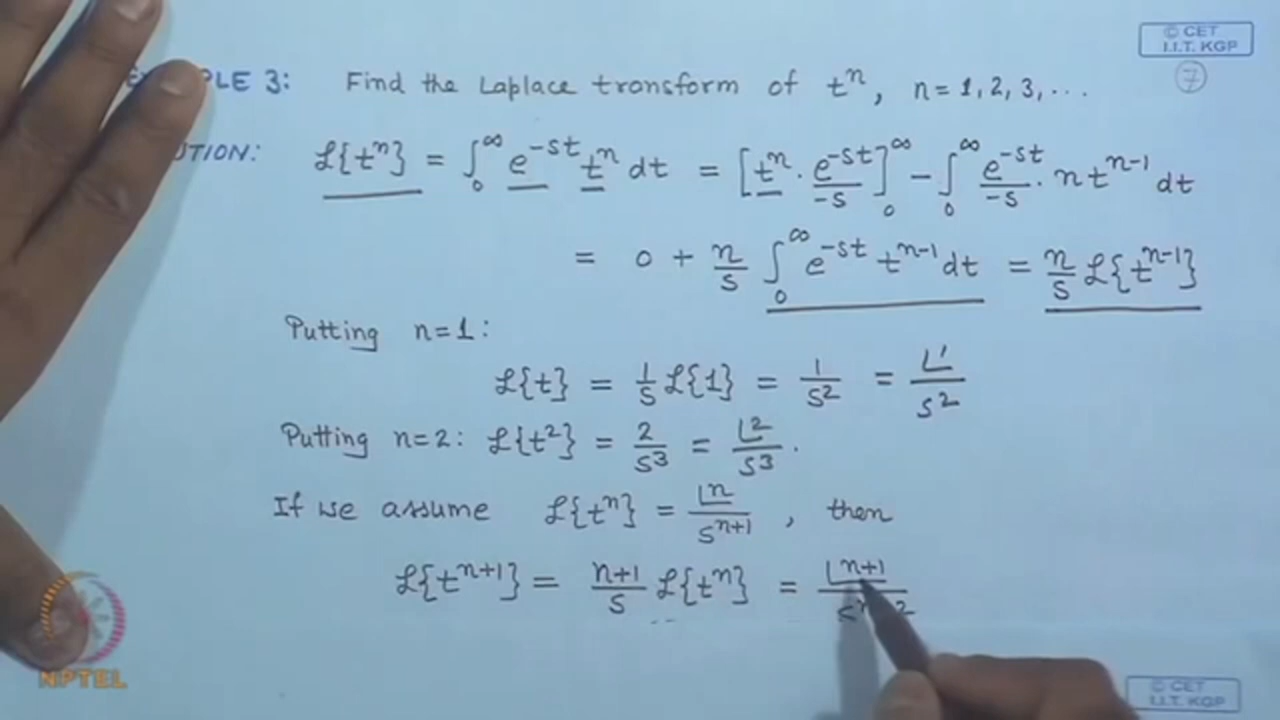 © CET
I.I.T. KGP
PLE 3: Find the Laplace transform of tⁿ, n = 1, 2, 3, ...
7
UTION: ℒ{tⁿ} = ∫₀^∞ e^{-st} tⁿ dt = [tⁿ · e^{-st}/-s]₀^∞ - ∫₀^∞ e^{-st}/-s · n t^{n-1} dt
= 0 + n/s ∫₀^∞ e^{-st} t^{n-1} dt = n/s ℒ{t^{n-1}}
Putting n=1:
ℒ{t} = 1/s ℒ{1} = 1/s² = ∟1/s²
Putting n=2: ℒ{t²} = 2/s³ = ∟2/s³.
If we assume ℒ{tⁿ} = ∟n/s^{n+1}, then
ℒ{t^{n+1}} = n+1/s ℒ{tⁿ} = ∟n+1/s
NPTEL
© CET
I.I.T. KGP